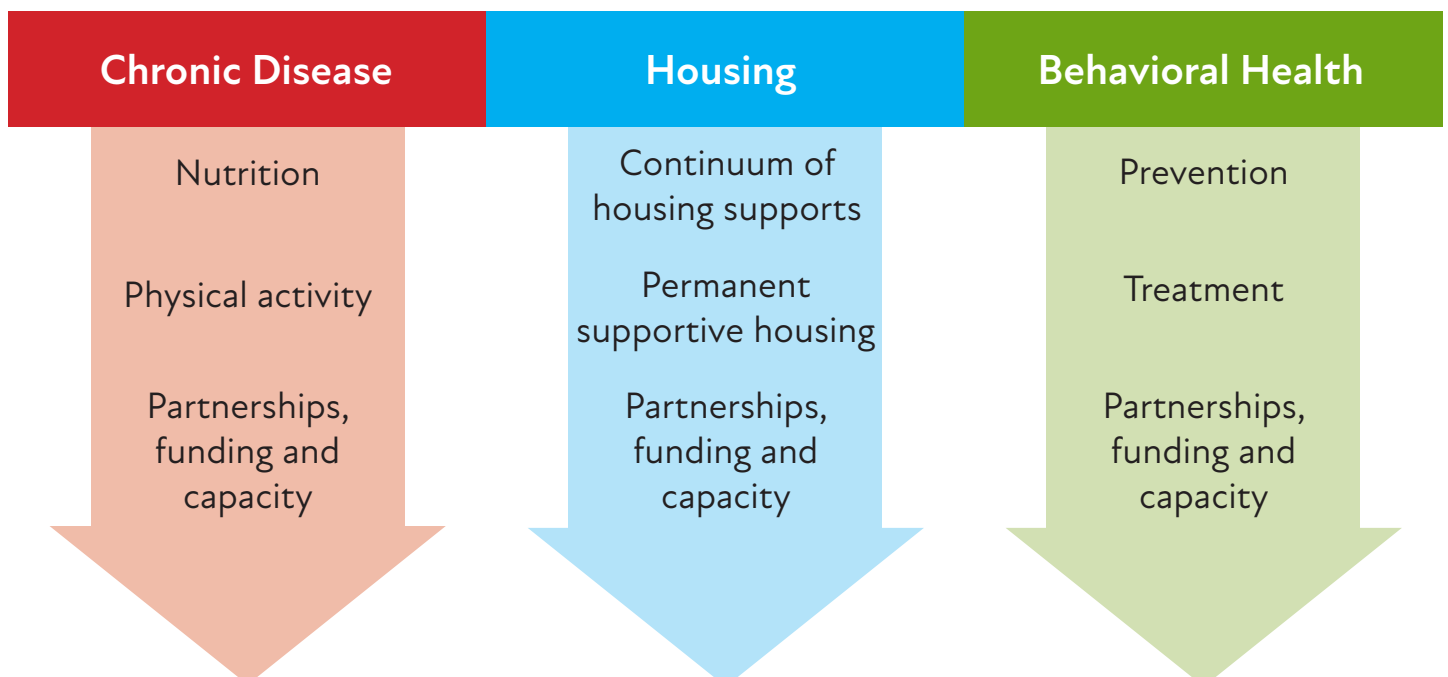 Chronic Disease
Nutrition
Physical activity
Partnerships,
funding and
capacity
Housing
Continuum of
housing supports
Permanent
supportive housing
Partnerships,
funding and
capacity
Behavioral Health
Prevention
Treatment
Partnerships,
funding and
capacity